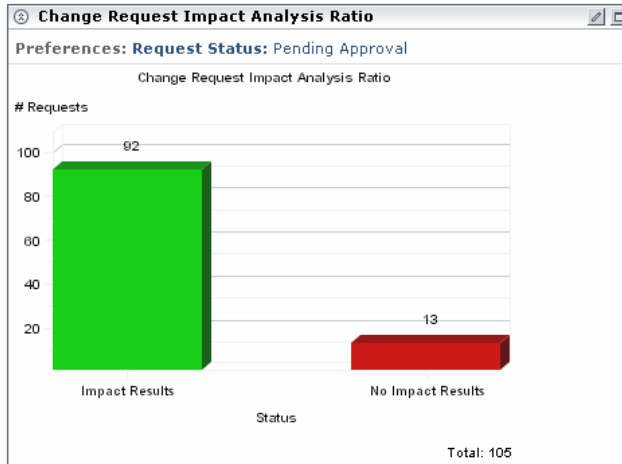 Change Request Impact Analysis Ratio
Preferences: Request Status: Pending Approval
Change Request Impact Analysis Ratio
# Requests
100
80
60
40
20
92
13
Impact Results
No Impact Results
Status
Total: 105